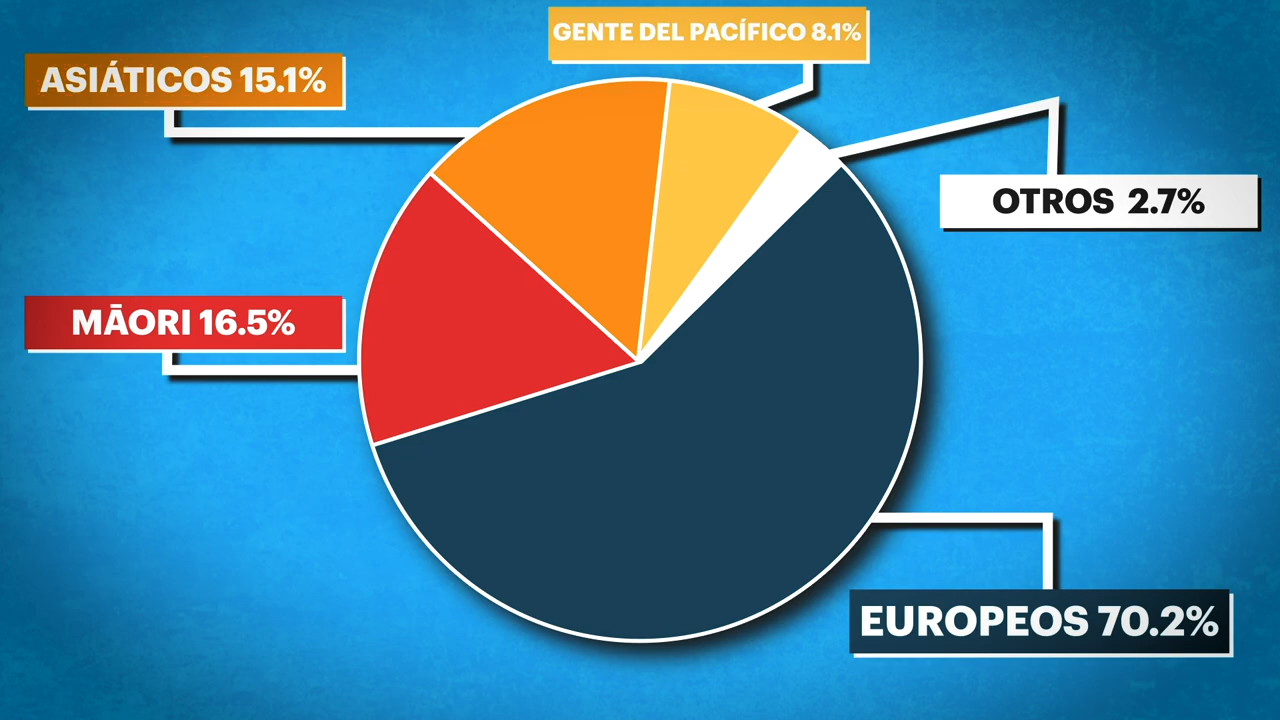 GENTE DEL PACÍFICO 8.1%
ASIÁTICOS 15.1%
OTROS 2.7%
MĀORI 16.5%
EUROPEOS 70.2%